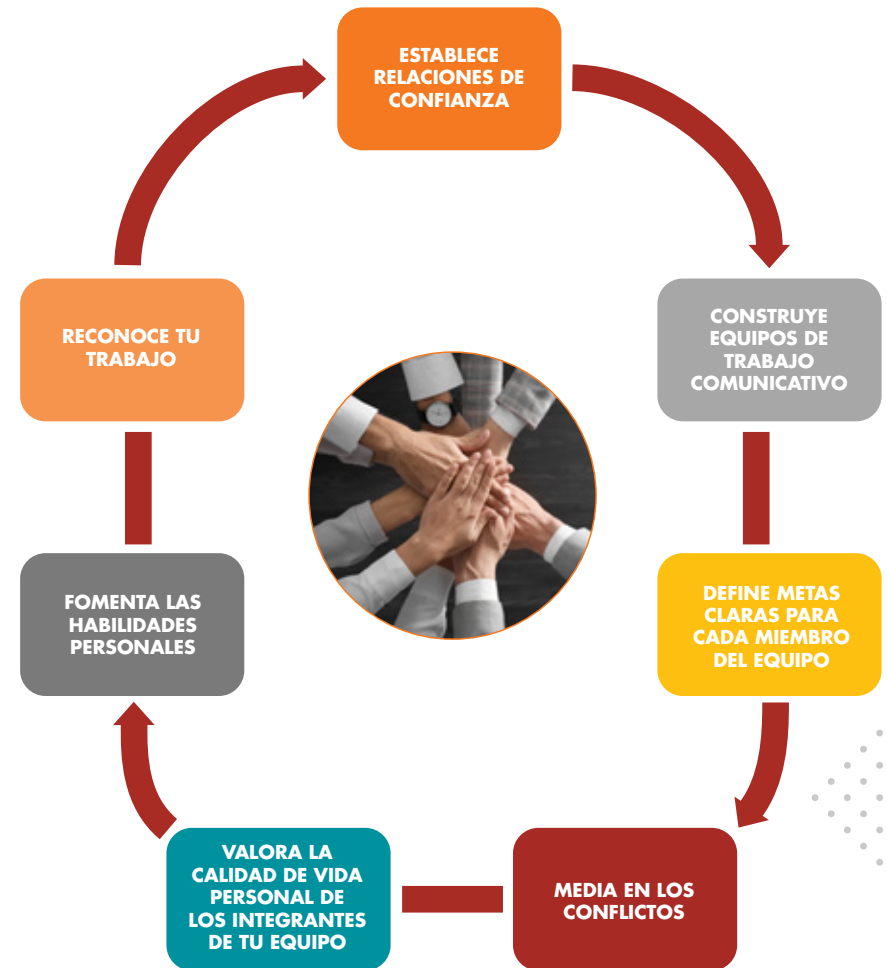 ESTABLECE
RELACIONES DE
CONFIANZA
CONSTRUYE
EQUIPOS DE
TRABAJO
COMUNICATIVO
DEFINE METAS
CLARAS PARA
CADA MIEMBRO
DEL EQUIPO
MEDIA EN LOS
CONFLICTOS
VALORA LA
CALIDAD DE VIDA
PERSONAL DE
LOS INTEGRANTES
DE TU EQUIPO
FOMENTA LAS
HABILIDADES
PERSONALES
RECONOCE TU
TRABAJO